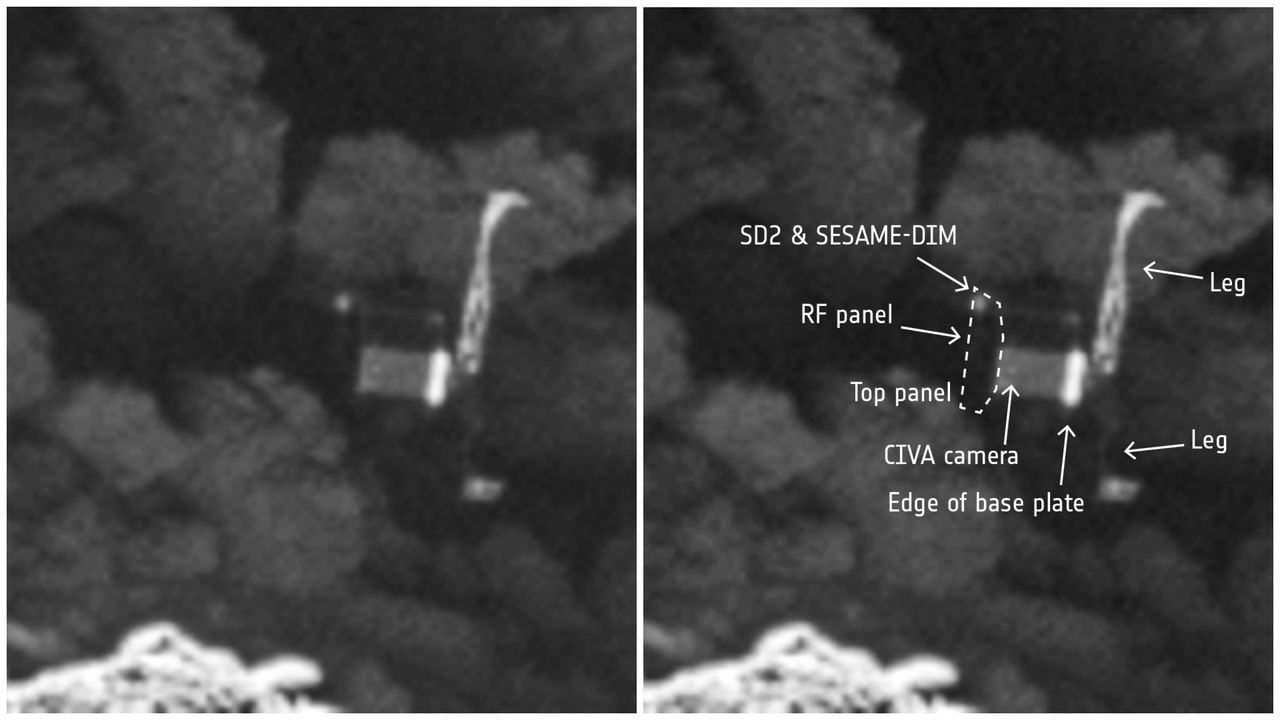 SD2 & SESAME-DIM
Leg
RF panel
Top panel
CIVA camera
Leg
Edge of base plate